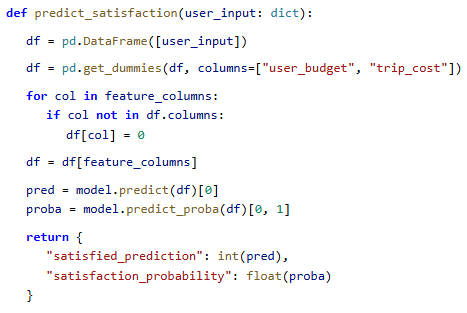 def predict_satisfaction(user_input: dict):
df = pd.DataFrame([user_input])
df = pd.get_dummies(df, columns=["user_budget", "trip_cost"])
for col in feature_columns:
if col not in df.columns:
df[col] = 0
df = df[feature_columns]
pred = model.predict(df)[0]
proba = model.predict_proba(df)[0, 1]
return {
"satisfied_prediction": int(pred),
"satisfaction_probability": float(proba)
}